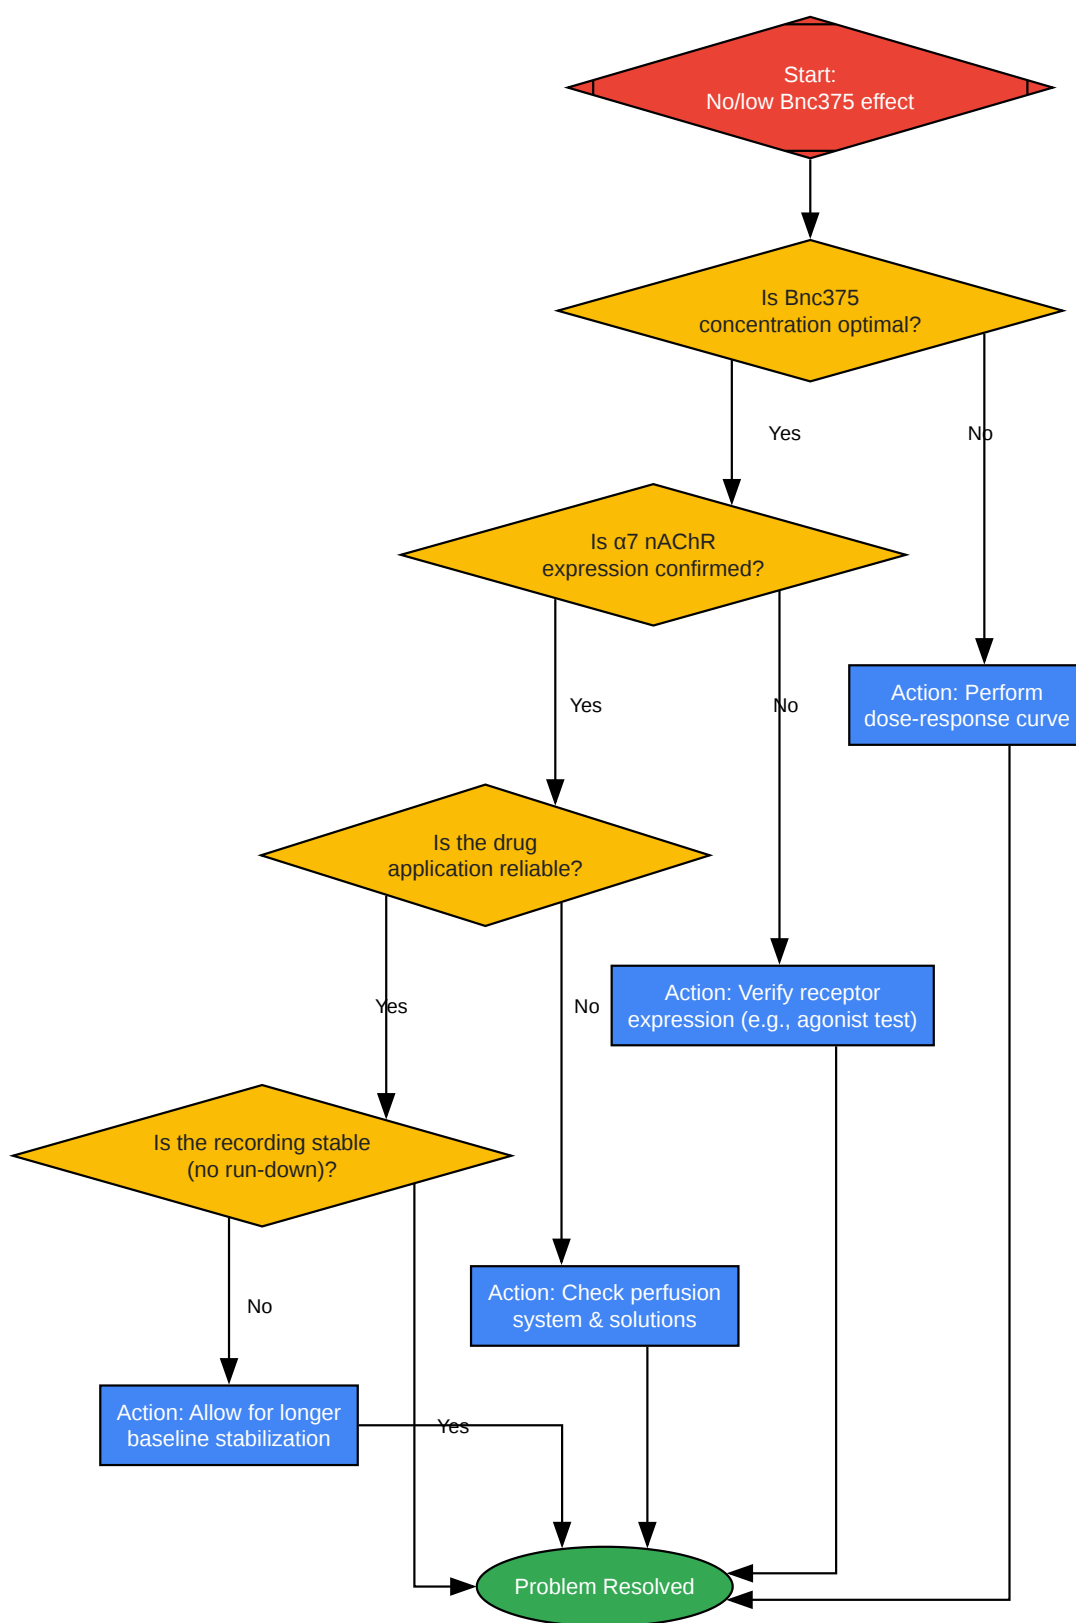 Start:
No/low Bnc375 effect
Is Bnc375
concentration optimal?
Yes
No
Is α7 nAChR
expression confirmed?
Yes
No
Action: Perform
dose-response curve
Is the drug
application reliable?
Yes
No
Action: Verify receptor
expression (e.g., agonist test)
Is the recording stable
(no run-down)?
No
Action: Check perfusion
system & solutions
Action: Allow for longer
baseline stabilization
Yes
Problem Resolved